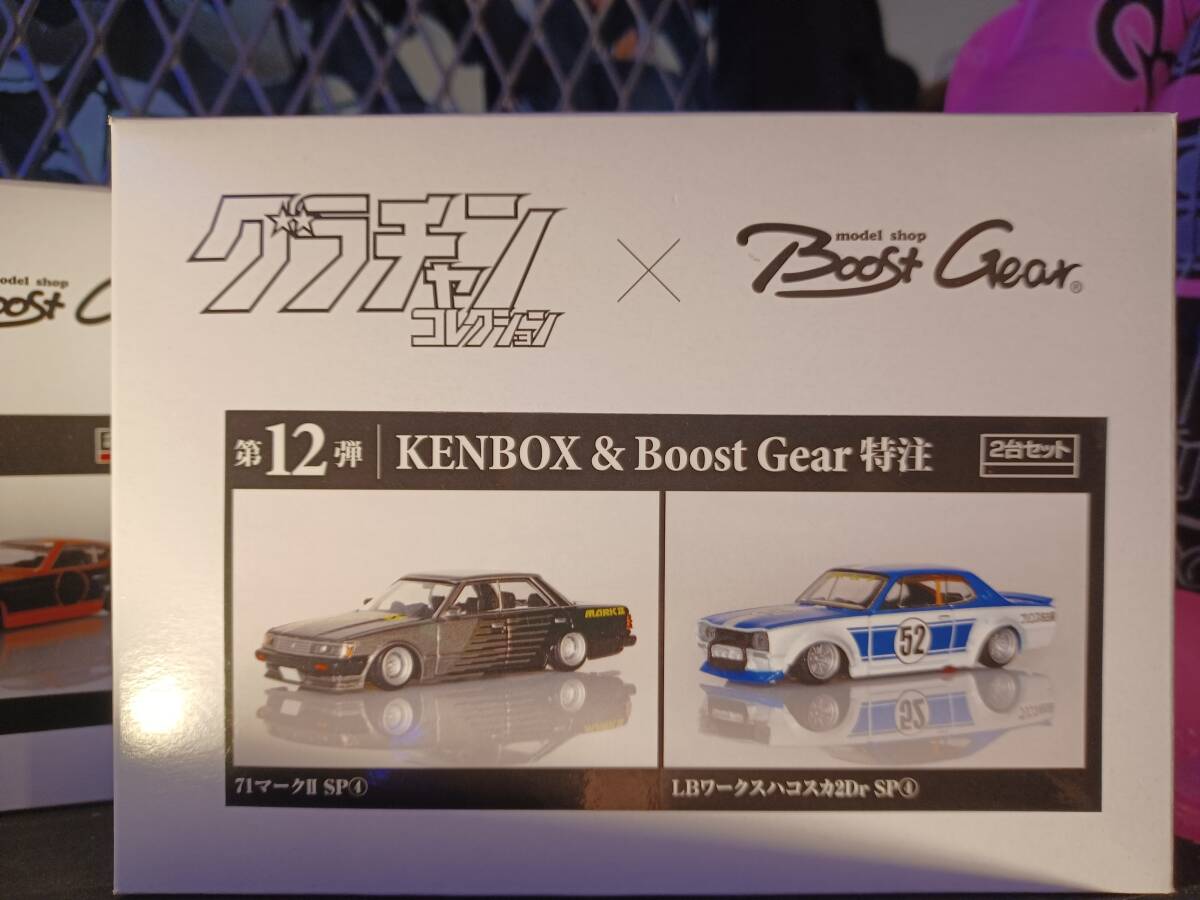 グラチャン
コレクション
×
model shop
Boost Gear®
第12弾
KENBOX & Boost Gear 特注
2台セット
MARKⅡ
52
71マークⅡ SP④
LBワークスハコスカ2Dr SP④
odel shop